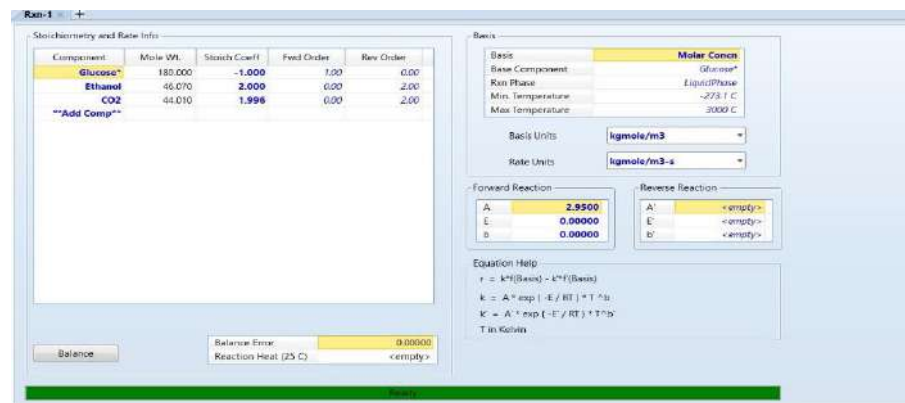 Rxn-1 +
Stoichiometry and Rate Info
Component Mole Wt. Stoich Coeff Fwd Order Rev Order
Glucose* 180.000 -1.000 1.00 0.00
Ethanol 46.070 2.000 0.00 2.00
CO2 44.010 1.996 0.00 2.00
**Add Comp**
Balance
Balance Error 0.00000
Reaction Heat (25 C) <empty>
Basis
Basis Molar Concn
Base Component Glucose*
Rxn Phase LiquidPhase
Min. Temperature -273.1 C
Max Temperature 3000 C
Basis Units kgmole/m3
Rate Units kgmole/m3-s
Forward Reaction
A 2.9500
E 0.00000
b 0.00000
Reverse Reaction
A' <empty>
E' <empty>
b' <empty>
Equation Help
r = k*f(Basis) - k'*f'(Basis)
k = A * exp { -E / RT } * T ^b
k' = A' * exp { -E' / RT } * T^b'
T in Kelvin
Ready